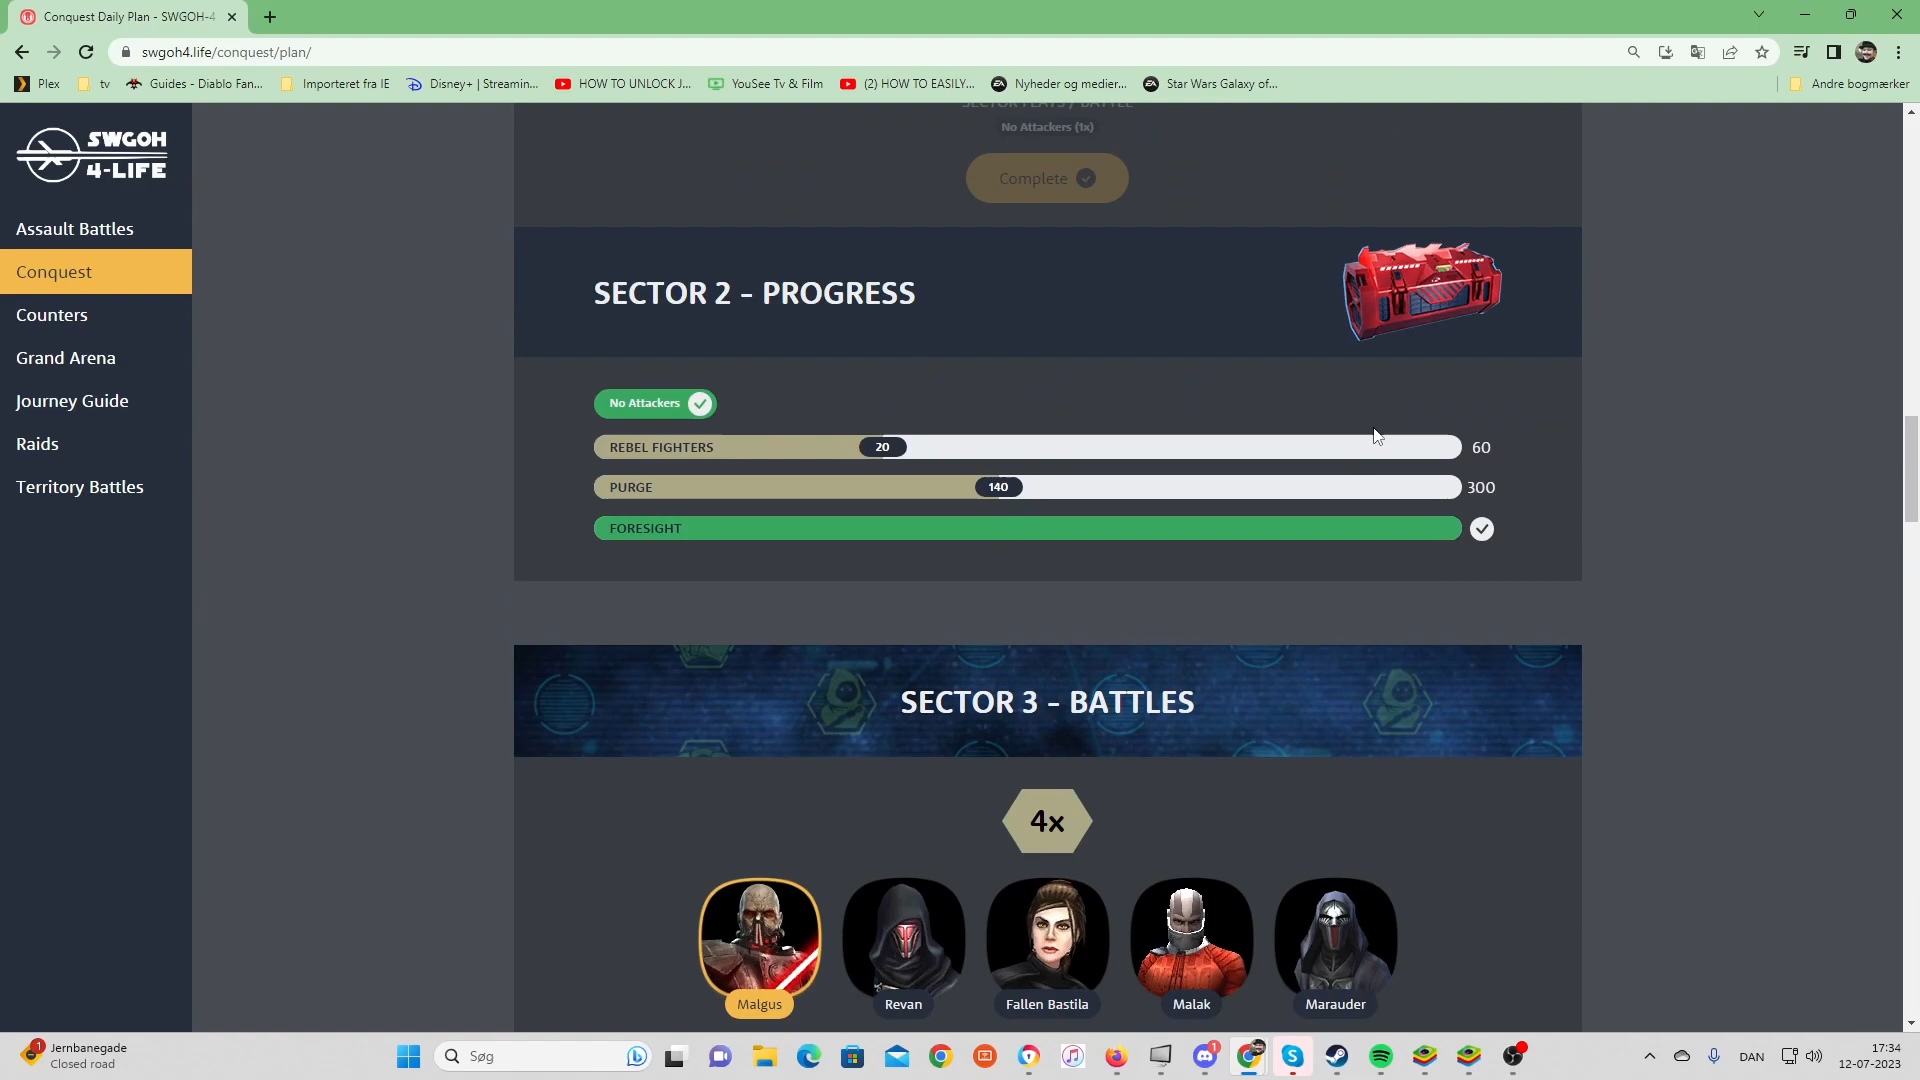 Conquest Daily Plan - SWGOH-4
swgoh4.life/conquest/plan/
Plex
tv
Guides - Diablo Fan...
Importeret fra IE
Disney+ | Streamin...
HOW TO UNLOCK J...
YouSee Tv & Film
(2) HOW TO EASILY...
Nyheder og medier...
Star Wars Galaxy of...
Andre bogmærker
SWGOH
4-LIFE
Assault Battles
Conquest
Counters
Grand Arena
Journey Guide
Raids
Territory Battles
No Attackers (1x)
Complete
SECTOR 2 - PROGRESS
No Attackers
REBEL FIGHTERS 20 60
PURGE 140 300
FORESIGHT
SECTOR 3 - BATTLES
4x
Malgus
Revan
Fallen Bastila
Malak
Marauder
1
Jernbanegade
Closed road
Søg
1
DAN
17:34
12-07-2023